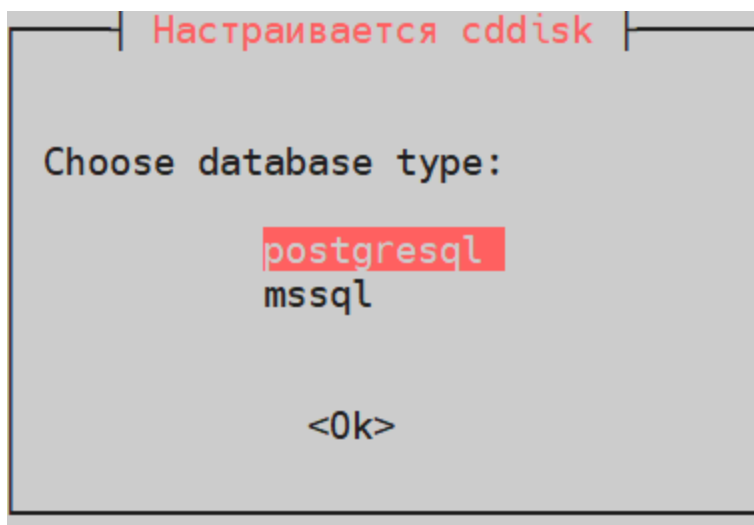 Настраивается cddisk
Choose database type:
postgresql
mssql
<Ok>